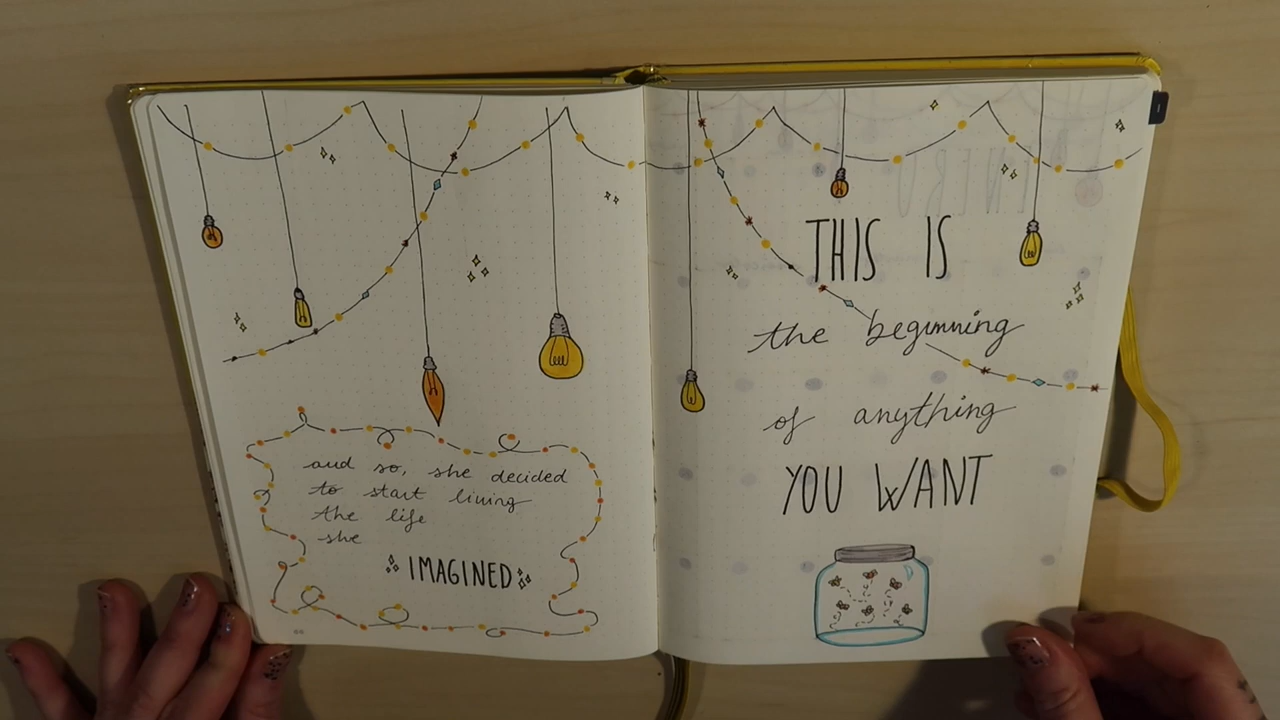 and so, she decided
to start living
the life
she
IMAGINED
THIS IS
the beginning
of anything
YOU WANT